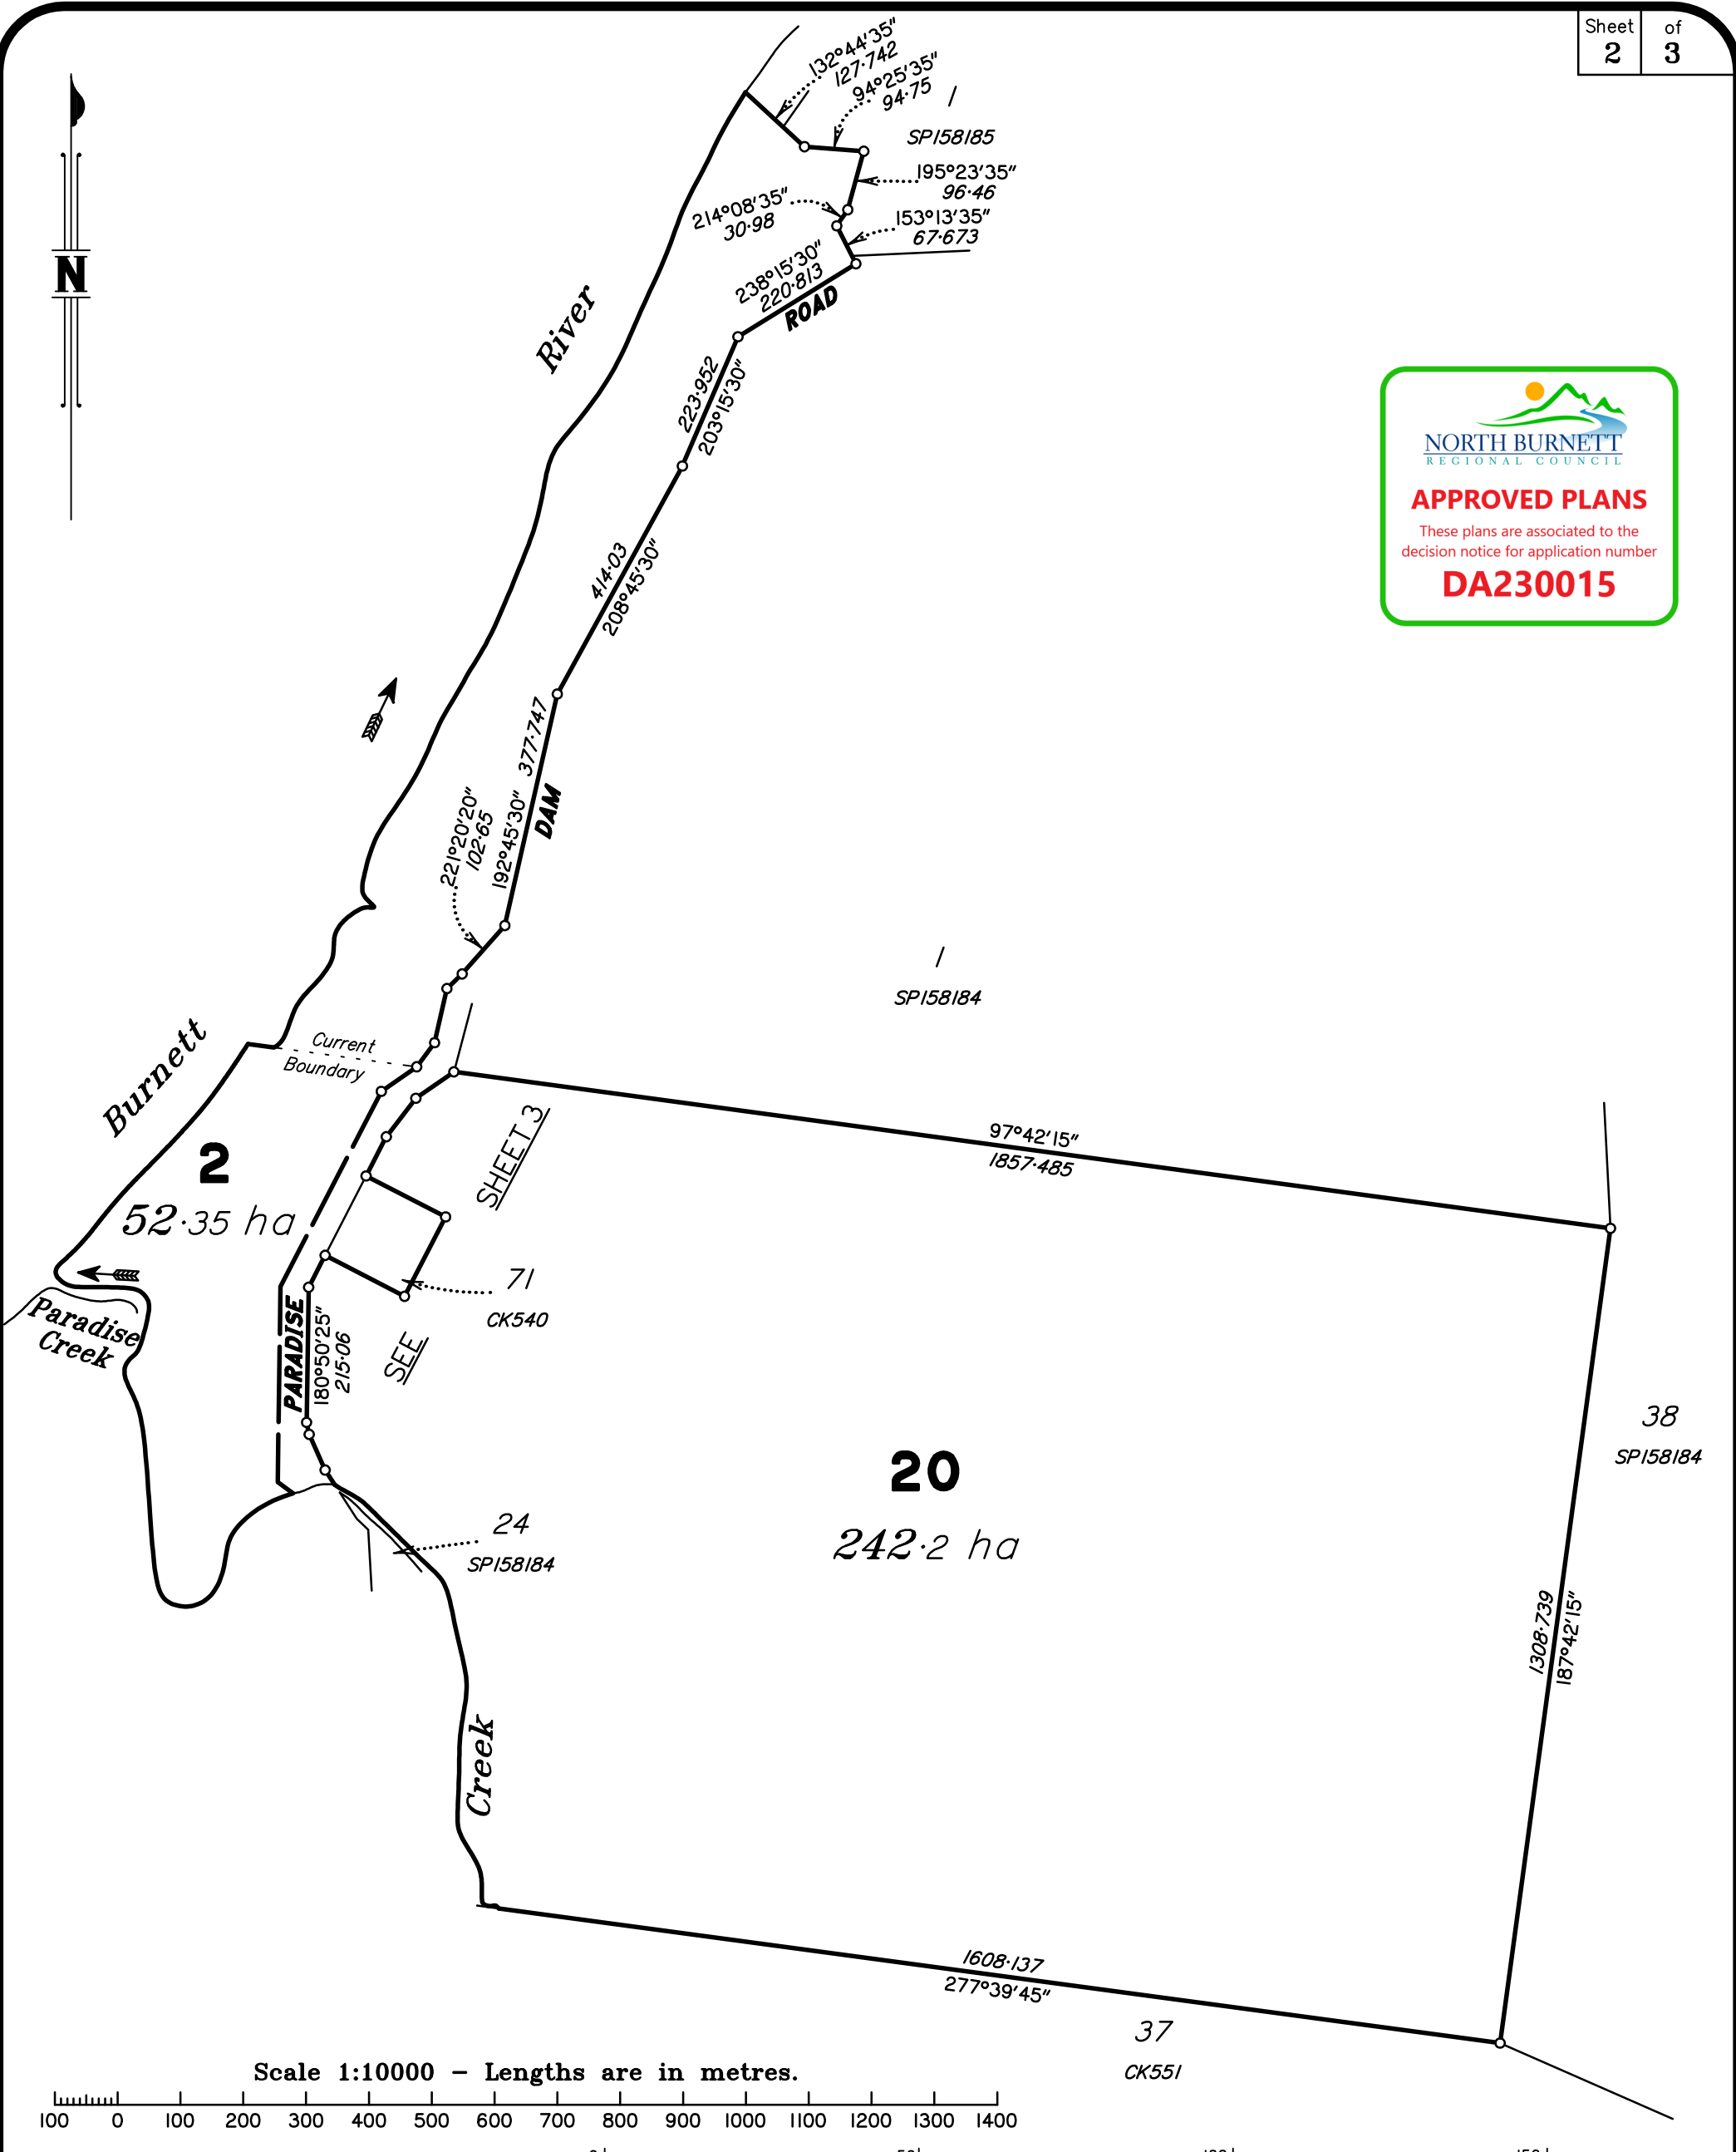 Sheet
2
of
3
132°44'35"
127·742
94°25'35"
94·75
1
SP158185
195°23'35"
96·46
214°08'35"
30·98
153°13'35"
67·673
238°15'30"
220·813
ROAD
N
River
223·952
203°15'30"
NORTH BURNETT
REGIONAL COUNCIL
APPROVED PLANS
These plans are associated to the
decision notice for application number
DA230015
414·03
208°45'30"
377·747
192°45'30"
DAM
221°20'20"
102·65
1
SP158184
Current
Boundary
Burnett
2
52·35 ha
SHEET 3
97°42'15"
1857·485
71
CK540
Paradise
Creek
PARADISE
180°50'25"
215·06
SEE
38
SP158184
20
242·2 ha
24
SP158184
1308·739
187°42'15"
Creek
1608·137
277°39'45"
37
CK551
Scale 1:10000 – Lengths are in metres.
100 0 100 200 300 400 500 600 700 800 900 1000 1100 1200 1300 1400